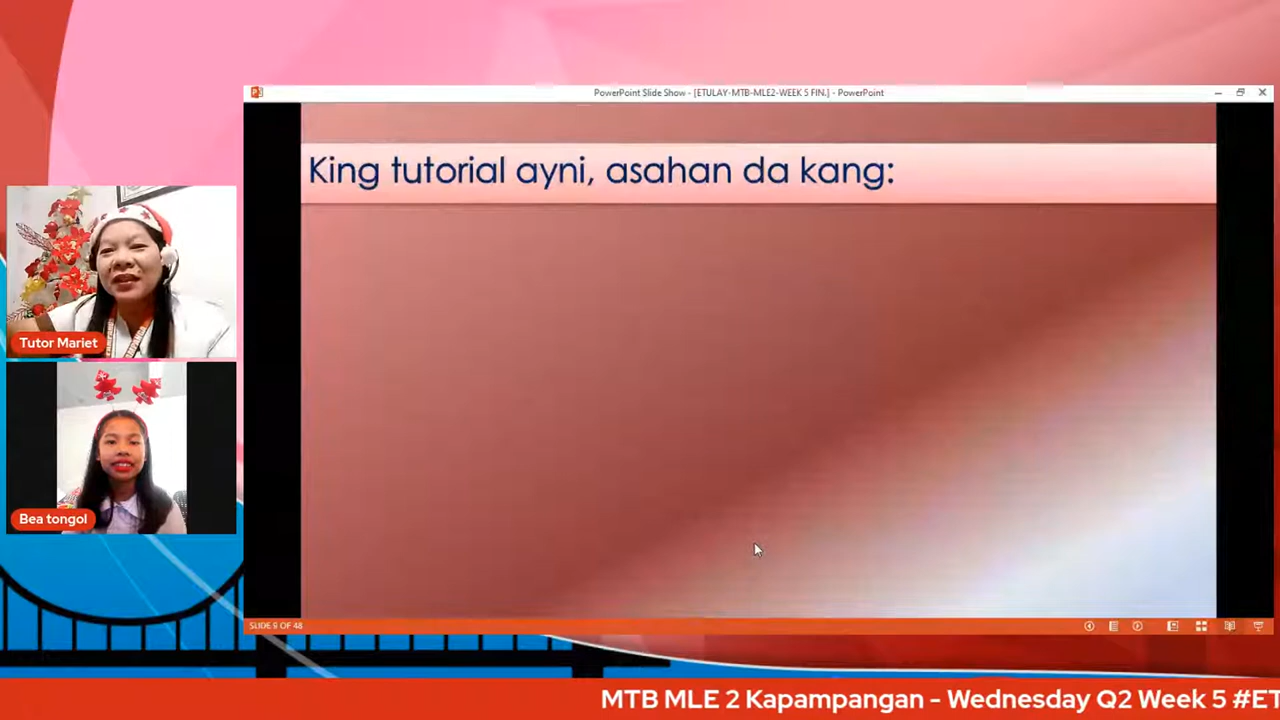 PowerPoint Slide Show - [ETULAY-MTB-MLE2-WEEK 5 FIN.] - PowerPoint
King tutorial ayni, asahan da kang:
Tutor Mariet
Bea tongol
SLIDE 9 OF 48
MTB MLE 2 Kapampangan - Wednesday Q2 Week 5 #ET